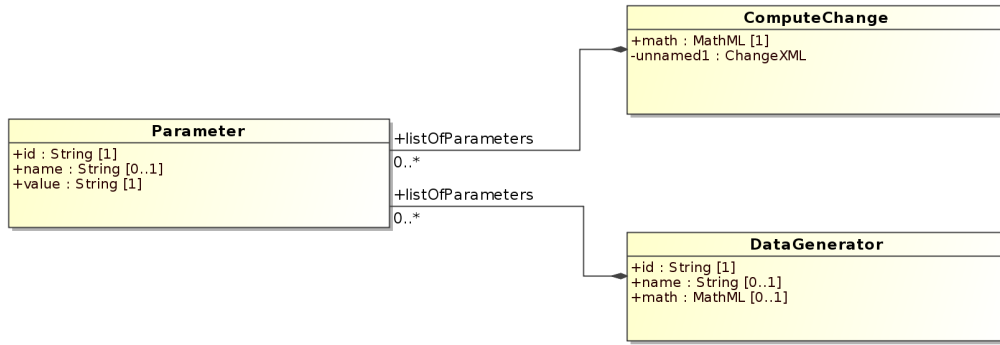 ComputeChange
+math : MathML [1]
-unnamed1 : ChangeXML
Parameter
+id : String [1]
+name : String [0..1]
+value : String [1]
+listOfParameters
0..*
+listOfParameters
0..*
DataGenerator
+id : String [1]
+name : String [0..1]
+math : MathML [0..1]